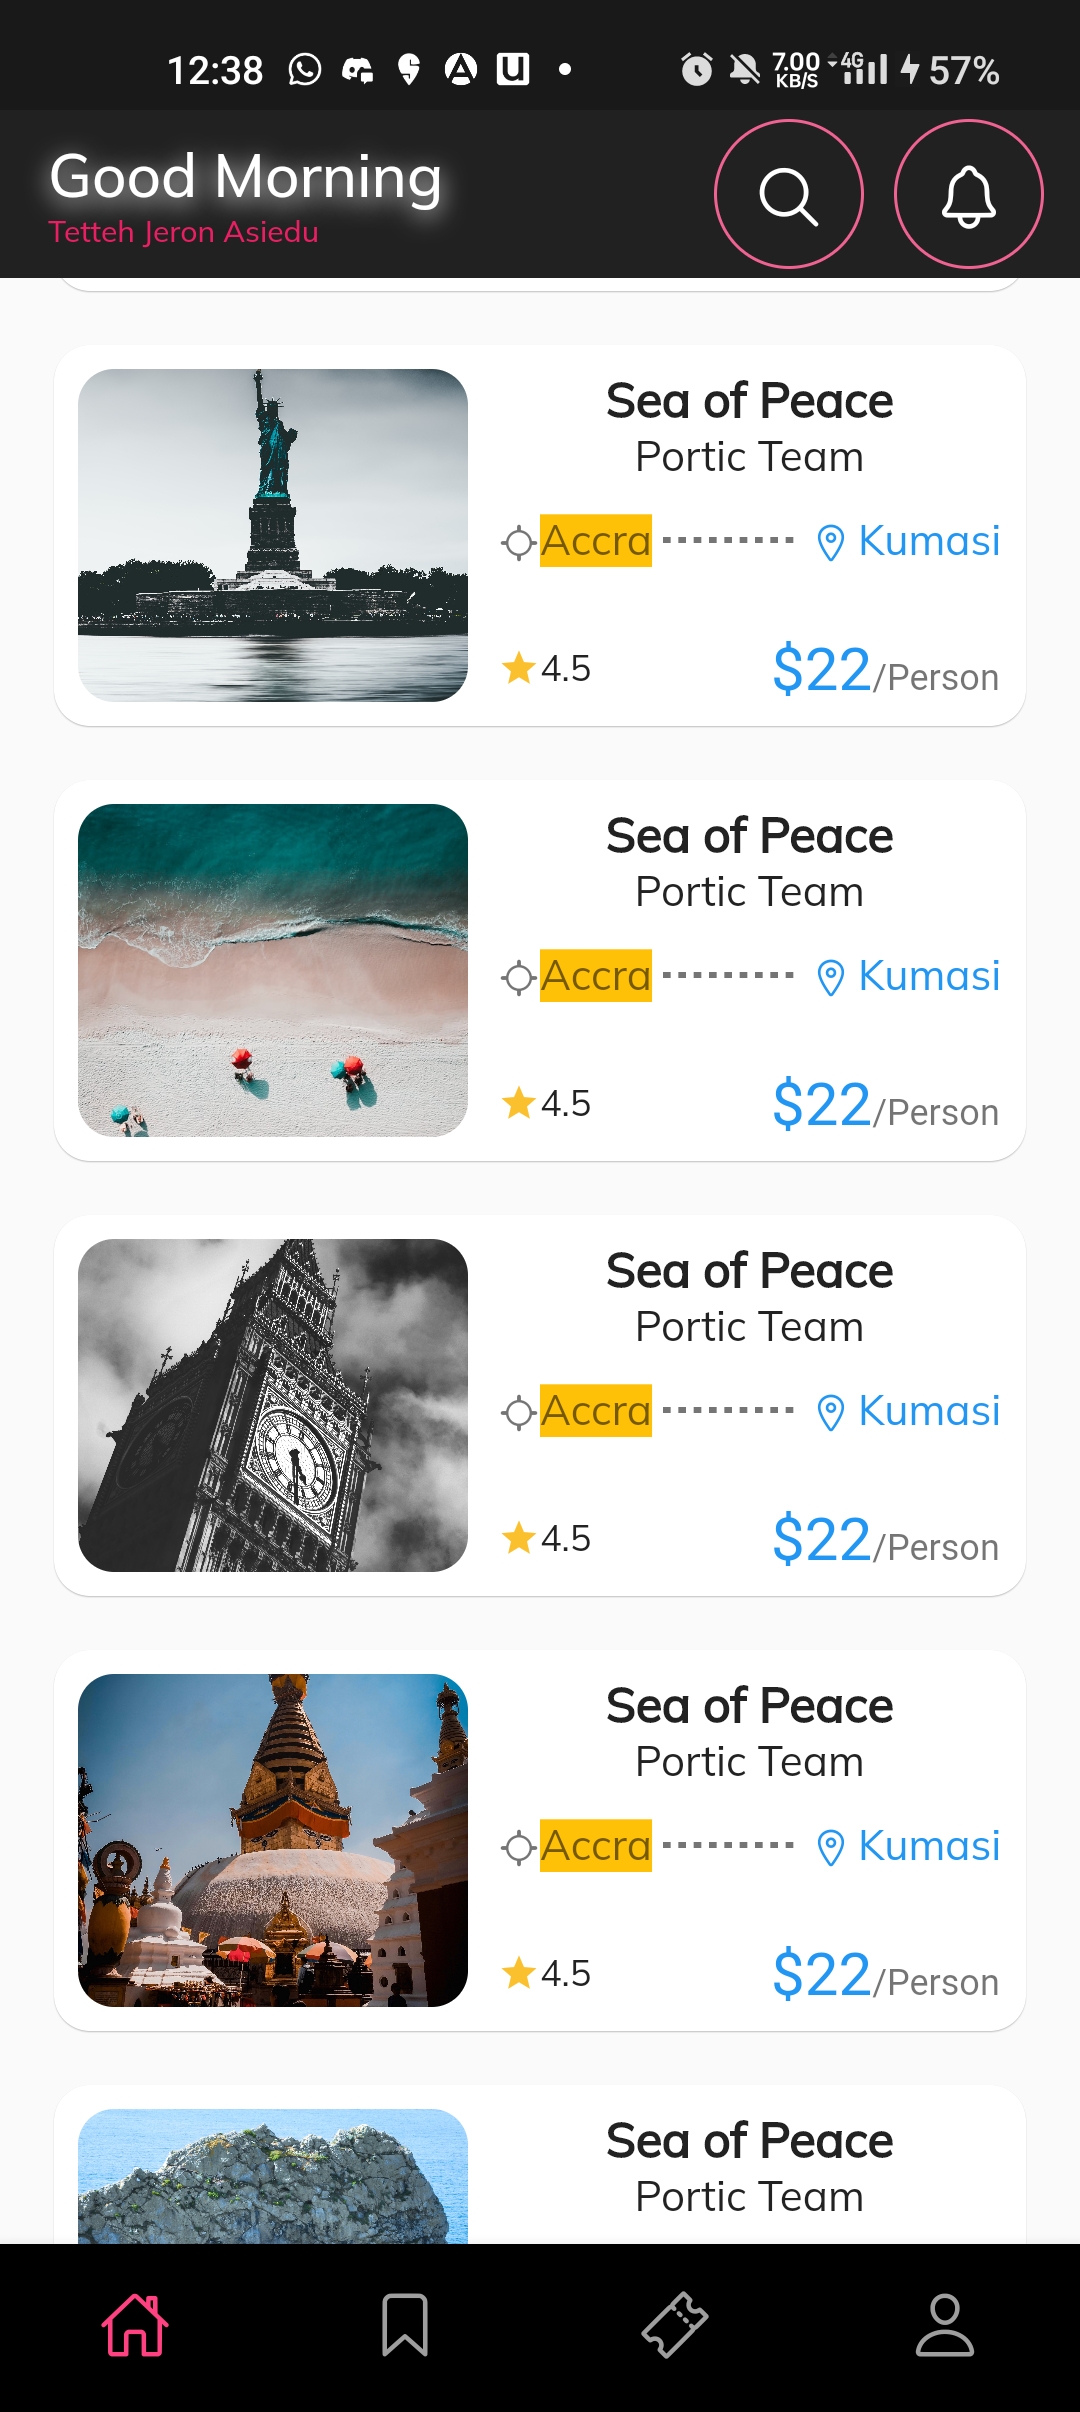 12:38 7.00 KB/S 4G 57%
Good Morning
Tetteh Jeron Asiedu
Sea of Peace
Portic Team
Accra Kumasi
4.5 $22/Person
Sea of Peace
Portic Team
Accra Kumasi
4.5 $22/Person
Sea of Peace
Portic Team
Accra Kumasi
4.5 $22/Person
Sea of Peace
Portic Team
Accra Kumasi
4.5 $22/Person
Sea of Peace
Portic Team